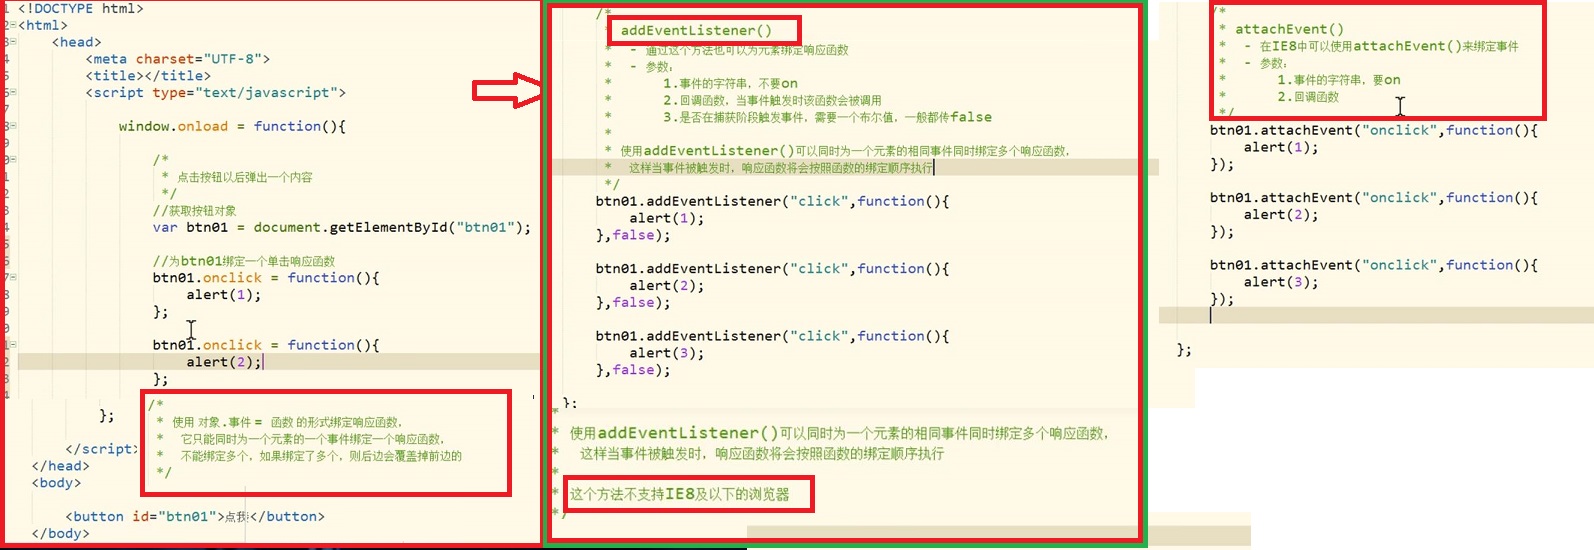 <!DOCTYPE html>
<html>
<head>
<meta charset="UTF-8">
<title></title>
<script type="text/javascript">
window.onload = function(){
/*
* 点击按钮以后弹出一个内容
*/
//获取按钮对象
var btn01 = document.getElementById("btn01");
//为btn01绑定一个单击响应函数
btn01.onclick = function(){
alert(1);
};
btn01.onclick = function(){
alert(2);
};
};
/*
* 使用 对象.事件 = 函数 的形式绑定响应函数,
* 它只能同时为一个元素的一个事件绑定一个响应函数,
* 不能绑定多个,如果绑定了多个,则后边会覆盖掉前边的
*/
</script>
</head>
<body>
<button id="btn01">点我</button>
</body>
/*
* addEventListener()
* - 通过这个方法也可以为元素绑定响应函数
* - 参数:
* 1.事件的字符串,不要on
* 2.回调函数,当事件触发时该函数会被调用
* 3.是否在捕获阶段触发事件,需要一个布尔值,一般都传false
*
* 使用addEventListener()可以同时为一个元素的相同事件同时绑定多个响应函数,
* 这样当事件被触发时,响应函数将会按照函数的绑定顺序执行
*/
btn01.addEventListener("click",function(){
alert(1);
},false);
btn01.addEventListener("click",function(){
alert(2);
},false);
btn01.addEventListener("click",function(){
alert(3);
},false);
};
*
* 使用addEventListener()可以同时为一个元素的相同事件同时绑定多个响应函数,
* 这样当事件被触发时,响应函数将会按照函数的绑定顺序执行
*
* 这个方法不支持IE8及以下的浏览器
*/
/*
* attachEvent()
* - 在IE8中可以使用attachEvent()来绑定事件
* - 参数:
* 1.事件的字符串,要on
* 2.回调函数
*/
btn01.attachEvent("onclick",function(){
alert(1);
});
btn01.attachEvent("onclick",function(){
alert(2);
});
btn01.attachEvent("onclick",function(){
alert(3);
});
};